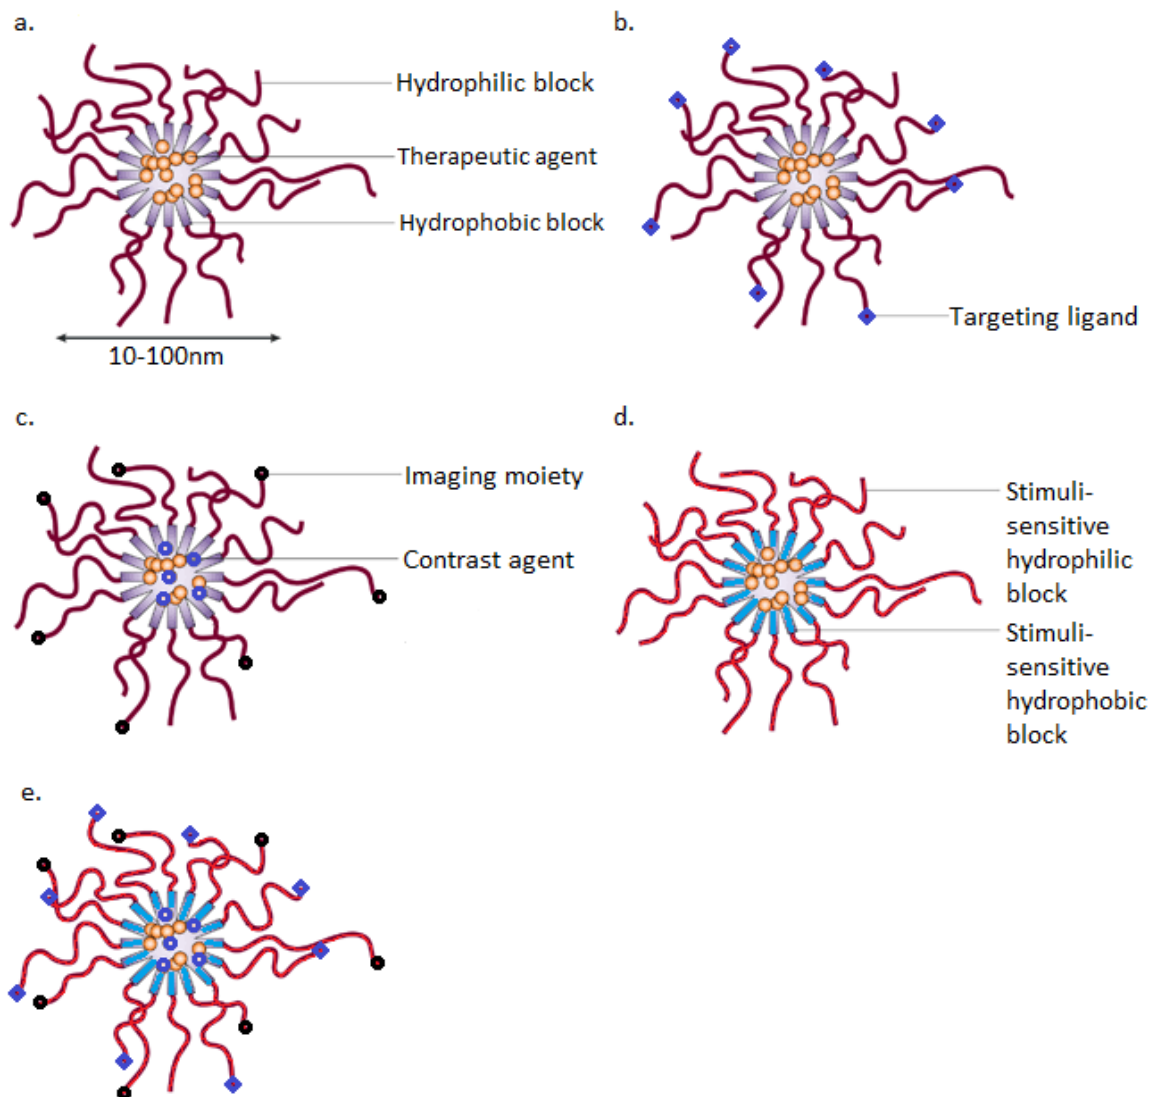 a.
Hydrophilic block
Therapeutic agent
Hydrophobic block
10-100nm
b.
Targeting ligand
c.
Imaging moiety
Contrast agent
d.
Stimuli-
sensitive
hydrophilic
block
Stimuli-
sensitive
hydrophobic
block
e.